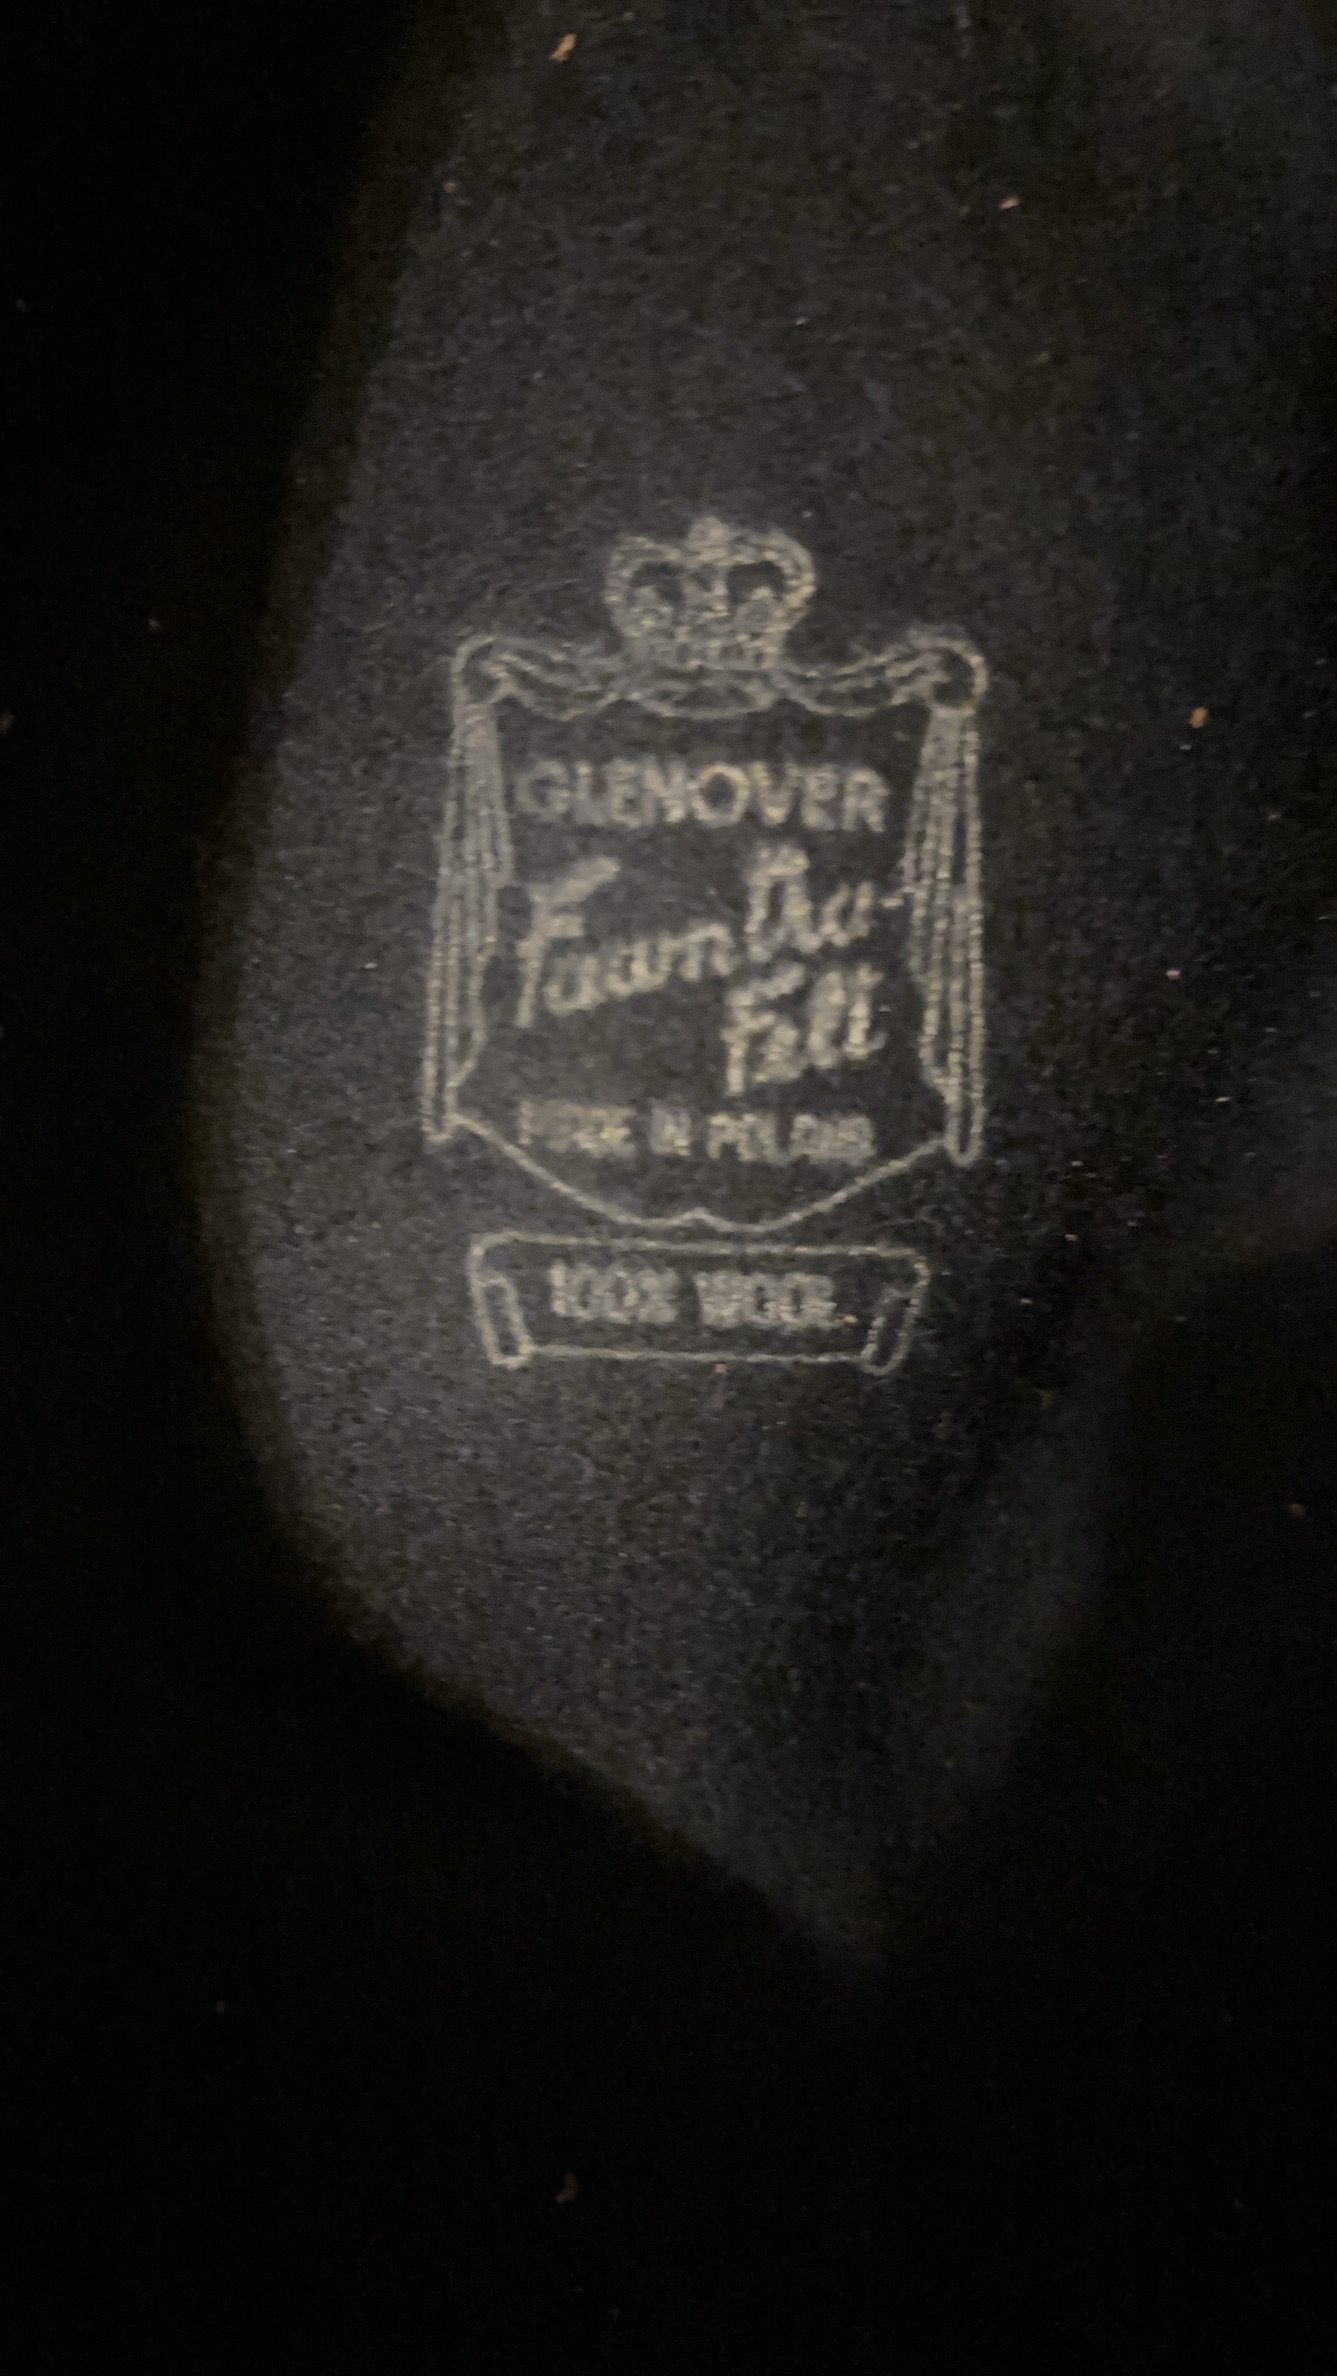 GLENOVER
Fawn Tra-
Felt
MADE IN POLAND
100% WOOL